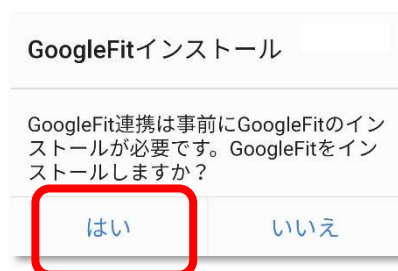 GoogleFitインストール
GoogleFit連携は事前にGoogleFitのイン
ストールが必要です。GoogleFitをイン
ストールしますか？
はい いいえ